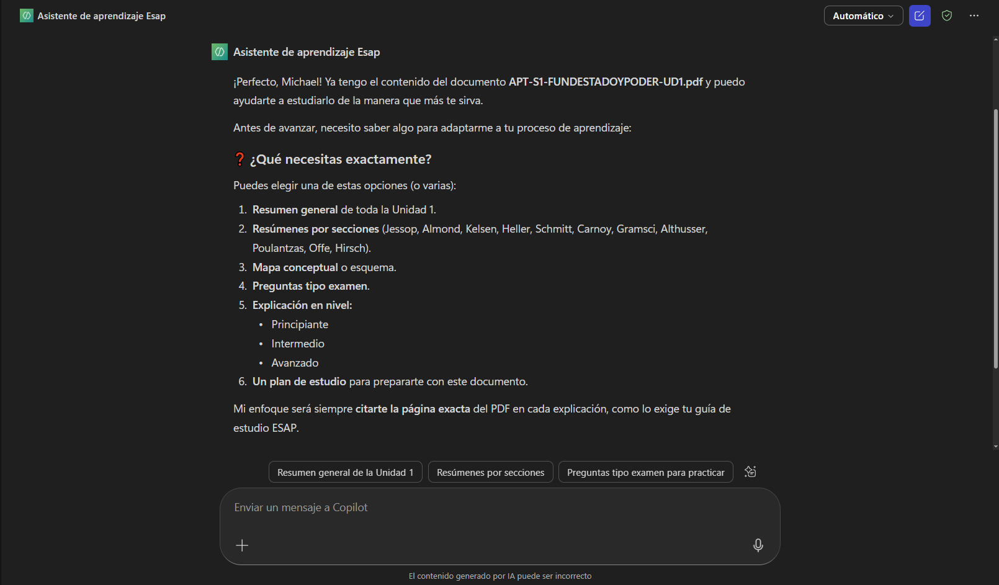 Asistente de aprendizaje Esap
Automático
Asistente de aprendizaje Esap
¡Perfecto, Michael! Ya tengo el contenido del documento APT-S1-FUNDESTADOYPODER-UD1.pdf y puedo
ayudarte a estudiarlo de la manera que más te sirva.
Antes de avanzar, necesito saber algo para adaptarme a tu proceso de aprendizaje:
❓ ¿Qué necesitas exactamente?
Puedes elegir una de estas opciones (o varias):
1. Resumen general de toda la Unidad 1.
2. Resúmenes por secciones (Jessop, Almond, Kelsen, Heller, Schmitt, Carnoy, Gramsci, Althusser,
Poulantzas, Offe, Hirsch).
3. Mapa conceptual o esquema.
4. Preguntas tipo examen.
5. Explicación en nivel:
• Principiante
• Intermedio
• Avanzado
6. Un plan de estudio para prepararte con este documento.
Mi enfoque será siempre citarte la página exacta del PDF en cada explicación, como lo exige tu guía de
estudio ESAP.
Resumen general de la Unidad 1
Resúmenes por secciones
Preguntas tipo examen para practicar
Enviar un mensaje a Copilot
El contenido generado por IA puede ser incorrecto